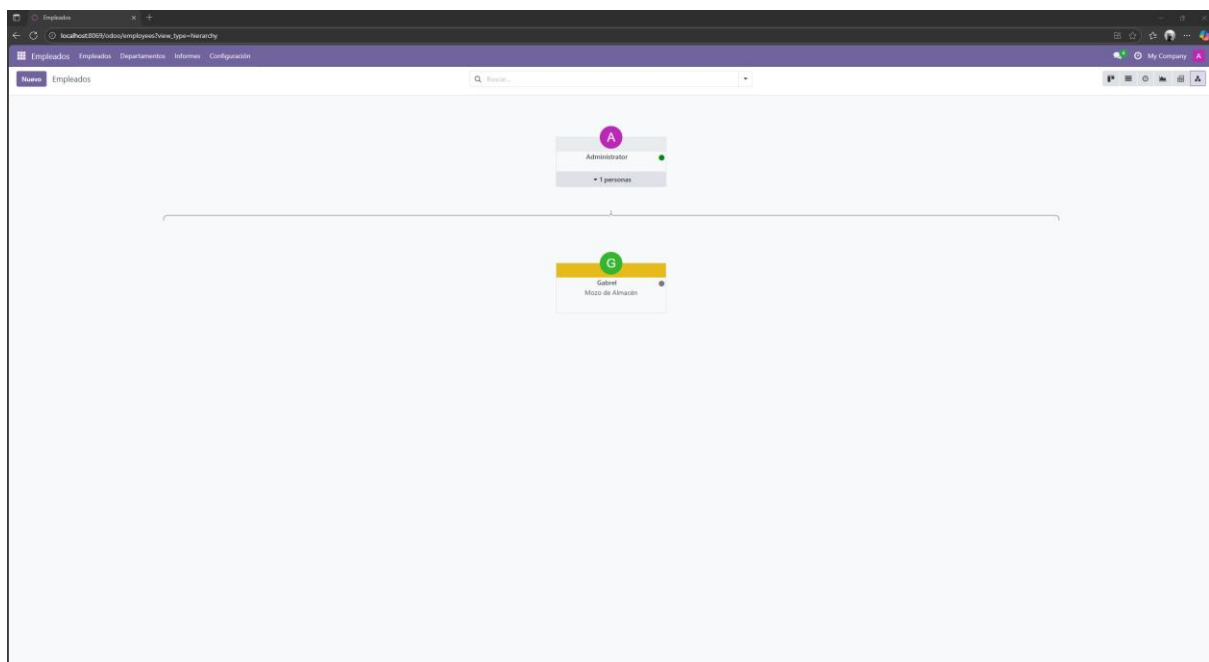 Empleados
localhost:8069/odoo/employees?view_type=hierarchy
Empleados Empleados Departamentos Informes Configuración My Company A
Nuevo Empleados Buscar...
A
Administrator
1 personas
G
Gabrel
Mozo de Almacén